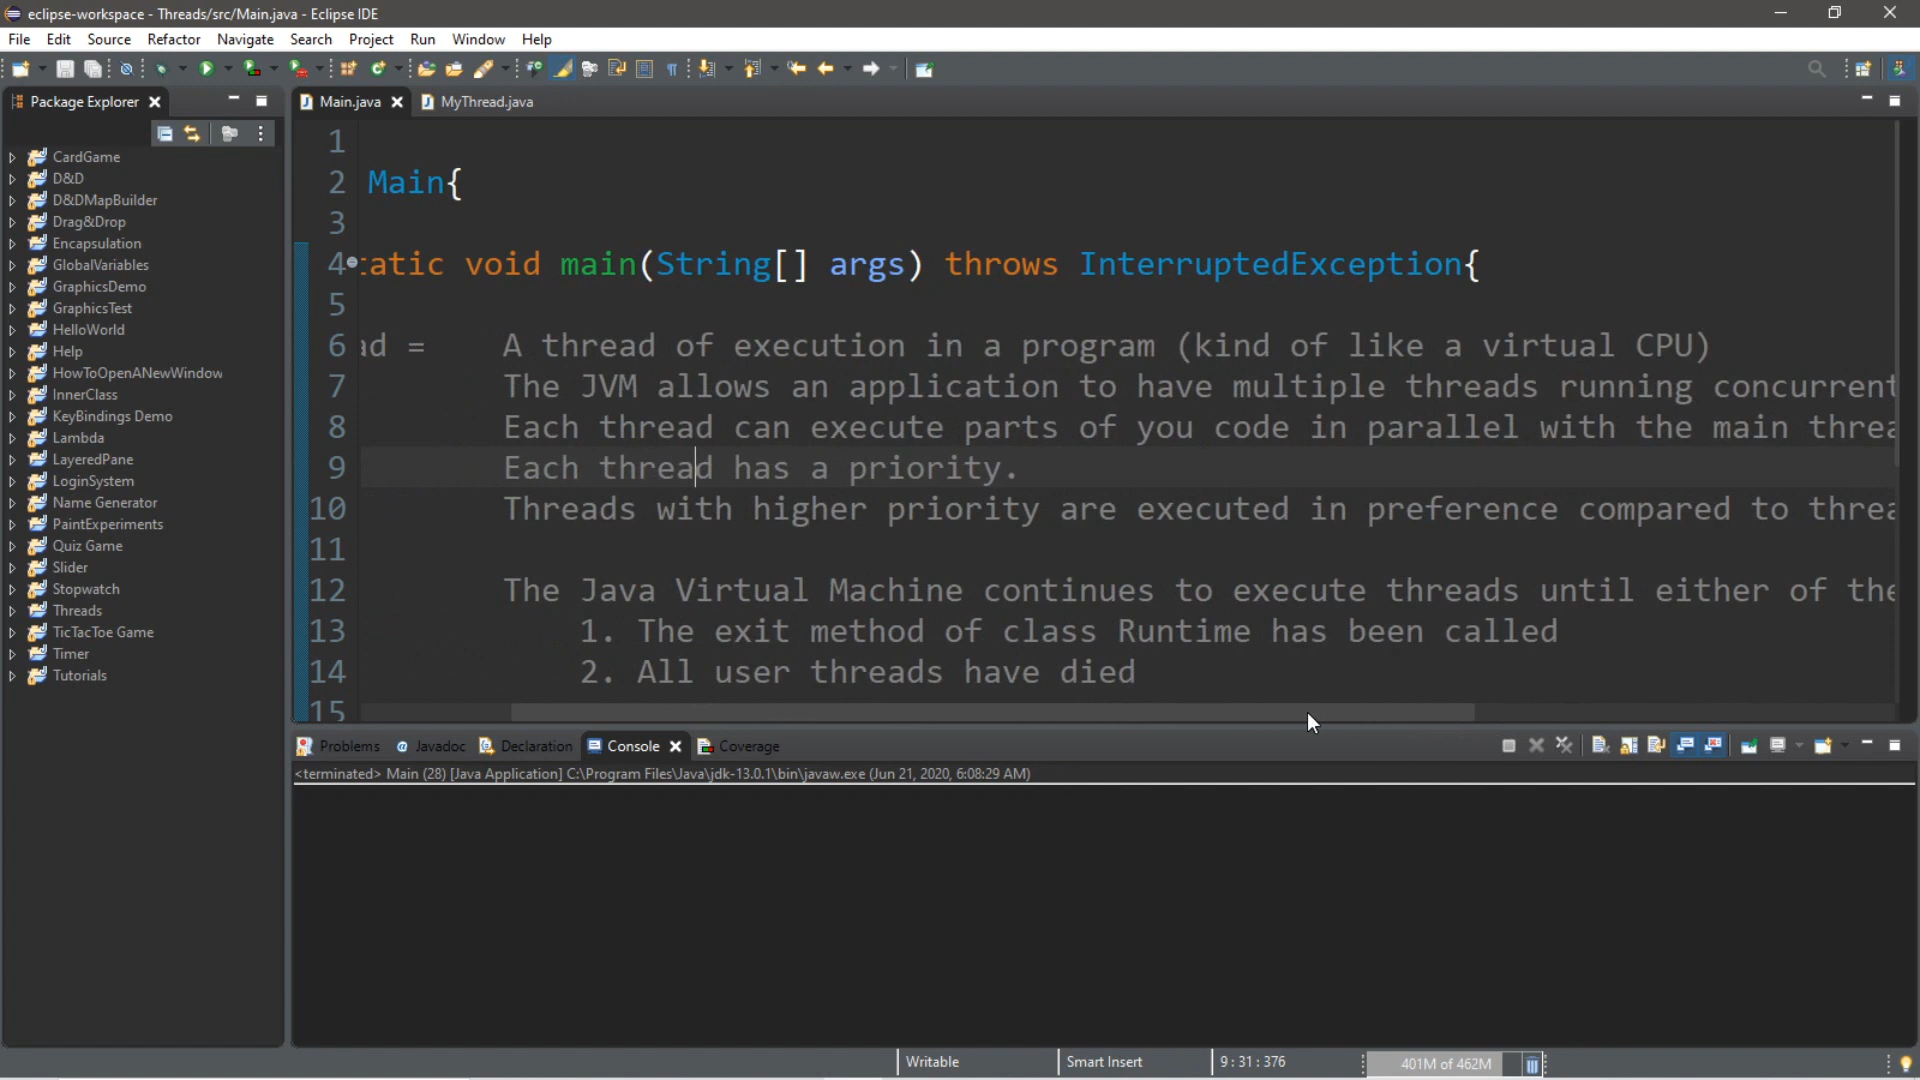 eclipse-workspace - Threads/src/Main.java - Eclipse IDE
File Edit Source Refactor Navigate Search Project Run Window Help
Package Explorer
Main.java MyThread.java
CardGame
D&D
D&DMapBuilder
Drag&Drop
Encapsulation
GlobalVariables
GraphicsDemo
GraphicsTest
HelloWorld
Help
HowToOpenANewWindow
InnerClass
KeyBindings Demo
Lambda
LayeredPane
LoginSystem
Name Generator
PaintExperiments
Quiz Game
Slider
Stopwatch
Threads
TicTacToe Game
Timer
Tutorials
1
2 Main{
3
4 tatic void main(String[] args) throws InterruptedException{
5
6 ad = A thread of execution in a program (kind of like a virtual CPU)
7 The JVM allows an application to have multiple threads running concurrent
8 Each thread can execute parts of you code in parallel with the main threa
9 Each thread has a priority.
10 Threads with higher priority are executed in preference compared to threa
11
12 The Java Virtual Machine continues to execute threads until either of the
13 1. The exit method of class Runtime has been called
14 2. All user threads have died
15
Problems Javadoc Declaration Console Coverage
<terminated> Main (28) [Java Application] C:\Program Files\Java\jdk-13.0.1\bin\javaw.exe (Jun 21, 2020, 6:08:29 AM)
Writable Smart Insert 9 : 31 : 376 401M of 462M